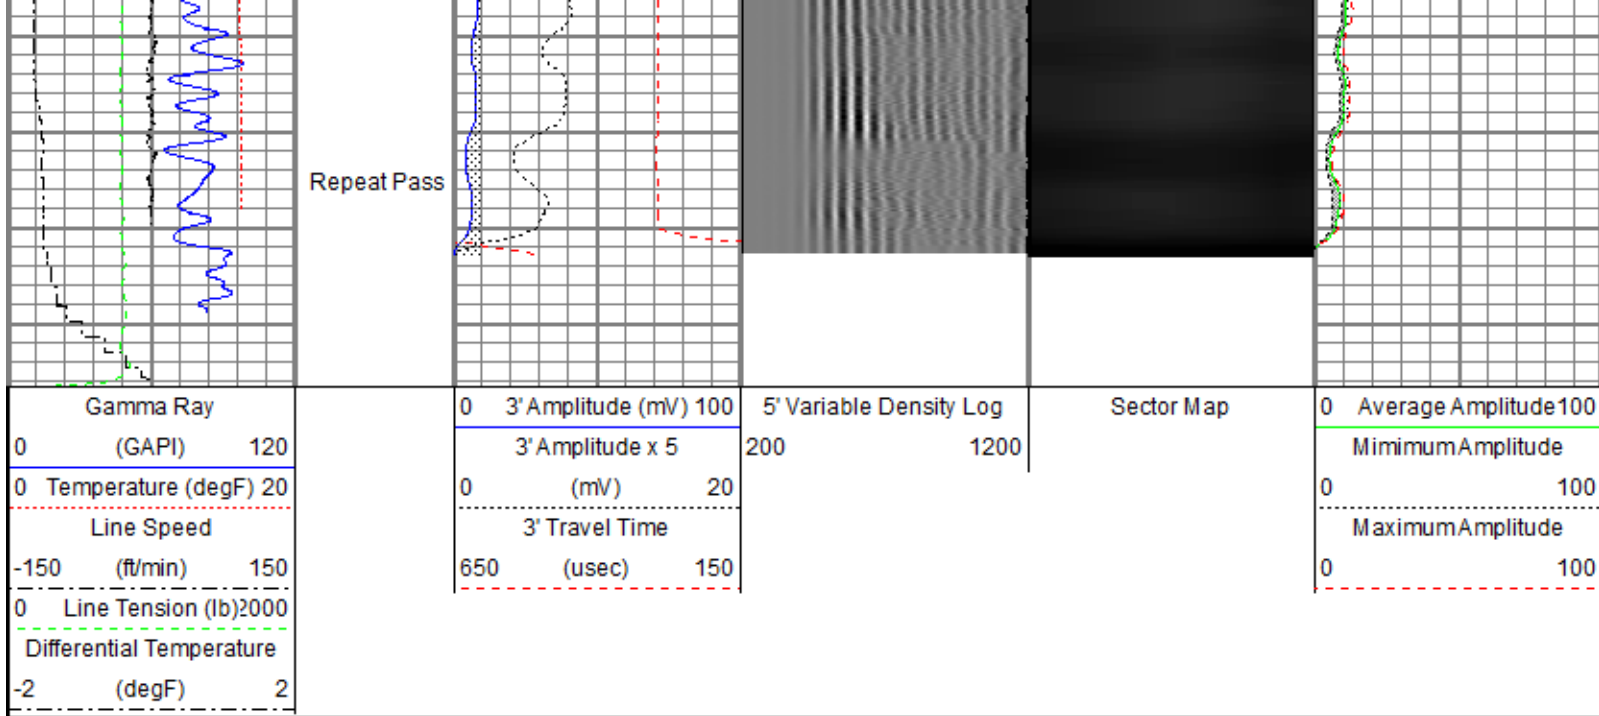 Repeat Pass
Gamma Ray
0 (GAPI) 120
0 Temperature (degF) 20
Line Speed
-150 (ft/min) 150
0 Line Tension (lb) 2000
Differential Temperature
-2 (degF) 2
0 3' Amplitude (mV) 100
3' Amplitude x 5
0 (mV) 20
3' Travel Time
650 (usec) 150
5' Variable Density Log
200 1200
Sector Map
0 Average Amplitude 100
Mimimum Amplitude
0 100
Maximum Amplitude
0 100